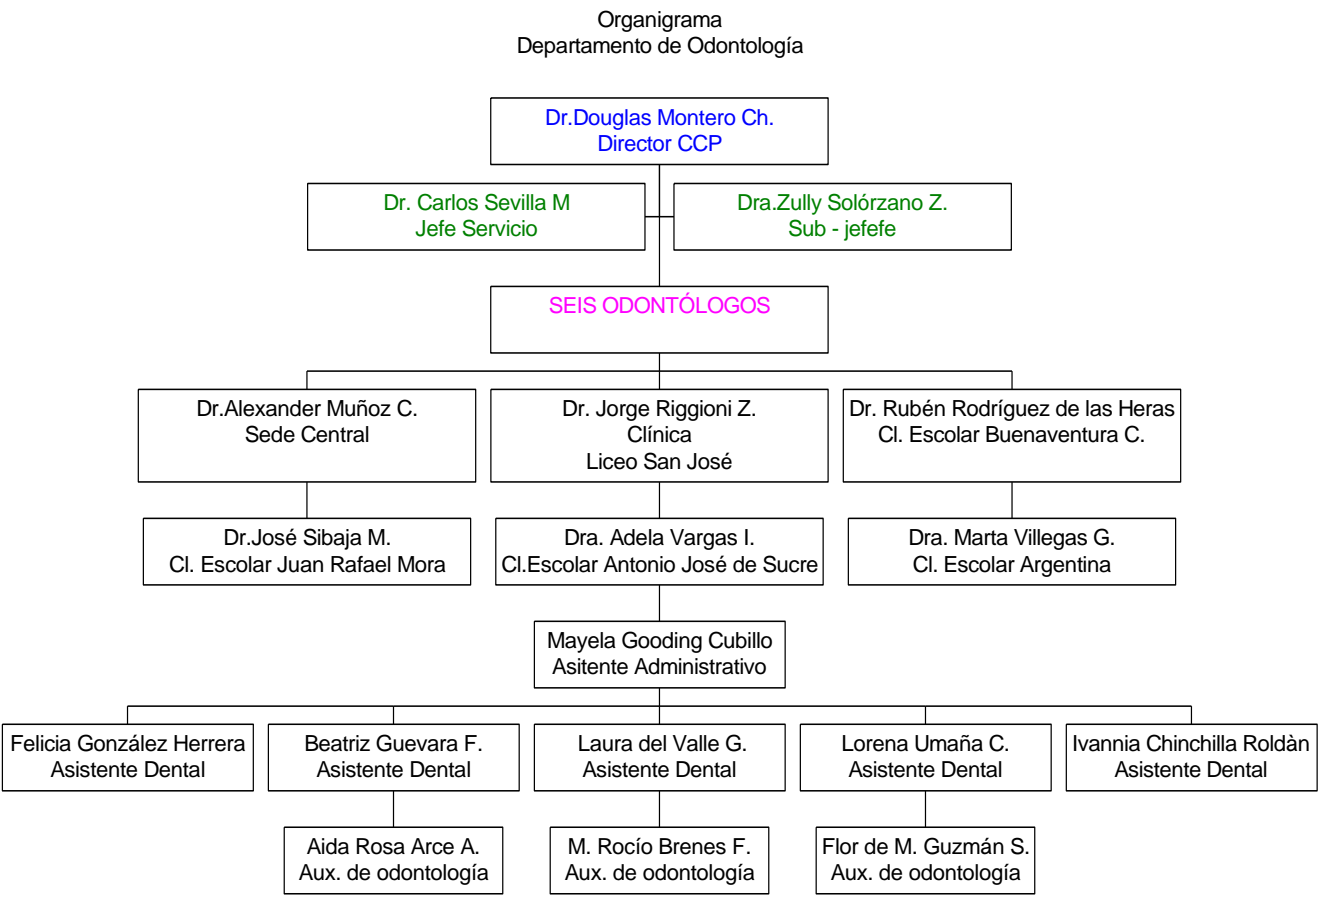 Organigrama
Departamento de Odontología
Dr.Douglas Montero Ch.
Director CCP
Dr. Carlos Sevilla M
Jefe Servicio
Dra.Zully Solórzano Z.
Sub - jefefe
SEIS ODONTÓLOGOS
Dr.Alexander Muñoz C.
Sede Central
Dr. Jorge Riggioni Z.
Clínica
Liceo San José
Dr. Rubén Rodríguez de las Heras
Cl. Escolar Buenaventura C.
Dr.José Sibaja M.
Cl. Escolar Juan Rafael Mora
Dra. Adela Vargas I.
Cl.Escolar Antonio José de Sucre
Dra. Marta Villegas G.
Cl. Escolar Argentina
Mayela Gooding Cubillo
Asitente Administrativo
Felicia González Herrera
Asistente Dental
Beatriz Guevara F.
Asistente Dental
Laura del Valle G.
Asistente Dental
Lorena Umaña C.
Asistente Dental
Ivannia Chinchilla Roldàn
Asistente Dental
Aida Rosa Arce A.
Aux. de odontología
M. Rocío Brenes F.
Aux. de odontología
Flor de M. Guzmán S.
Aux. de odontología